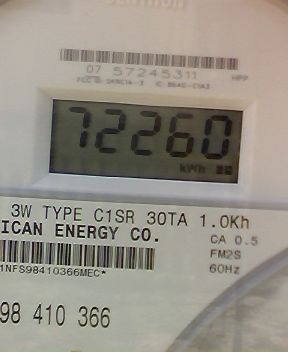 07 57245311 HPP
72260
kWh
3W TYPE C1SR 30TA 1.0Kh
ICAN ENERGY CO.
CA 0.5
FM2S
1NFS98410366MEC*
60Hz
98 410 366